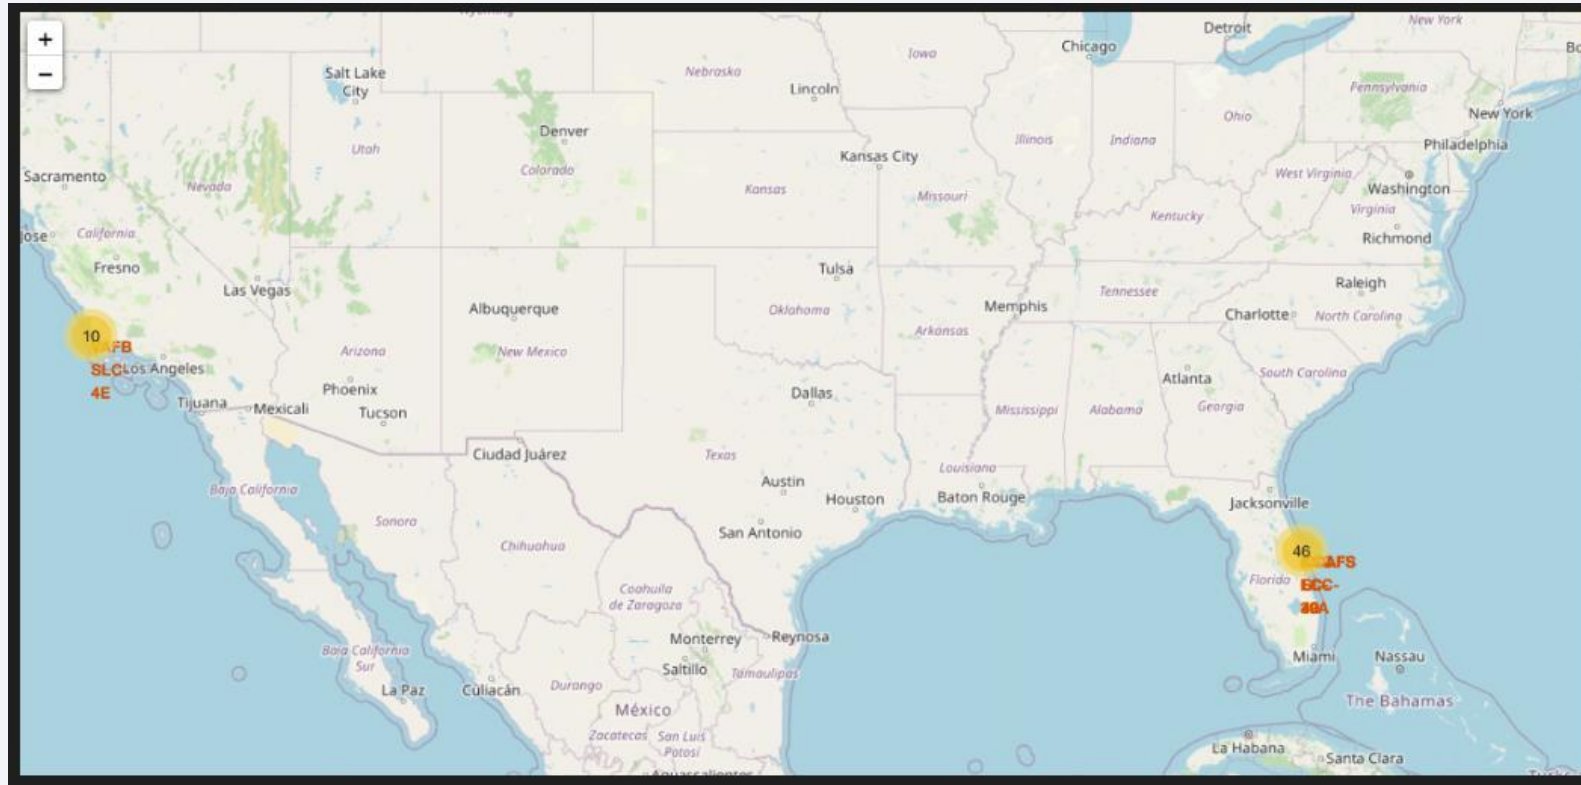 +
−
Wyoming
Detroit
New York
Chicago
Iowa
Nebraska
Salt Lake
City
Lincoln
Pennsylvania
New York
Ohio
Denver
Illinois
Indiana
Philadelphia
Utah
Kansas City
Colorado
West Virginia
Sacramento
Nevada
Kansas
Missouri
Washington
Kentucky
Virginia
California
Richmond
Fresno
Tulsa
Las Vegas
Raleigh
Albuquerque
Oklahoma
Memphis
Tennessee
Charlotte
North Carolina
Arkansas
10
AFB
Arizona
New Mexico
SLC-
Los Angeles
4E
South Carolina
Phoenix
Atlanta
Dallas
Tijuana
Mexicali
Tucson
Mississippi
Alabama
Georgia
Ciudad Juárez
Texas
Louisiana
Austin
Baja California
Houston
Baton Rouge
Jacksonville
Sonora
San Antonio
Chihuahua
46
AFS
Florida
Coahuila
de Zaragoza
Monterrey
Reynosa
Baja California
Sur
Saltillo
Tamaulipas
Miami
Nassau
La Paz
Culiacán
Durango
México
The Bahamas
Zacatecas
San Luis
Potosí
La Habana
Santa Clara
Aguascalientes